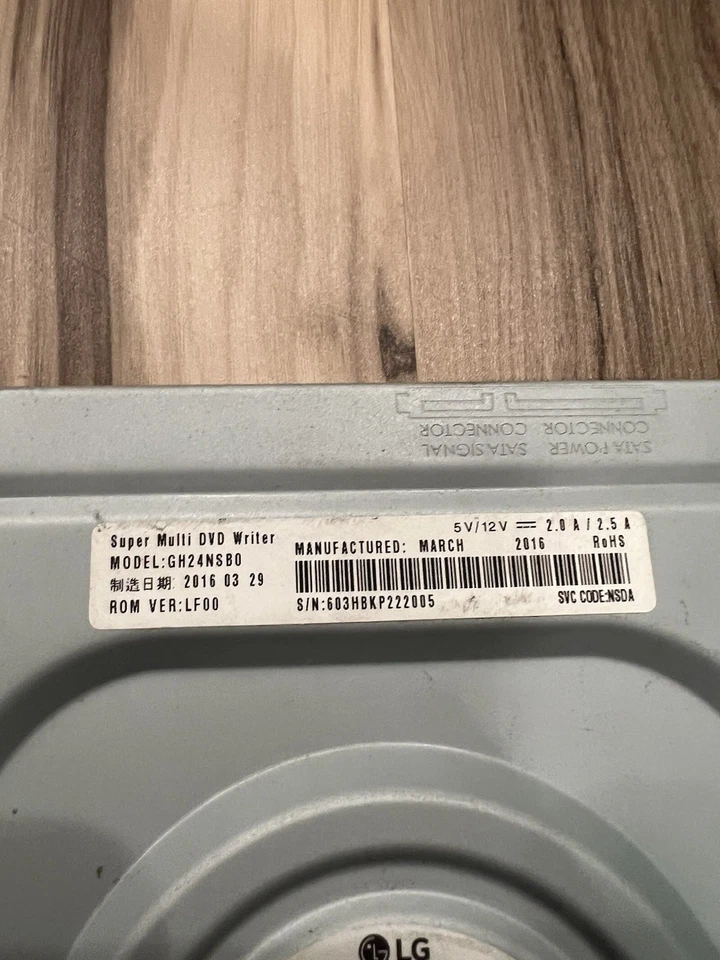 SATA POWER CONNECTOR
SATA SIGNAL CONNECTOR
Super Multi DVD Writer
MODEL:GH24NSB0
制造日期: 2016 03 29
ROM VER:LF00
5V/12V ⎓ 2.0 A / 2.5 A
MANUFACTURED: MARCH 2016 RoHS
S/N:603HBKP222005
SVC CODE:NSDA
LG